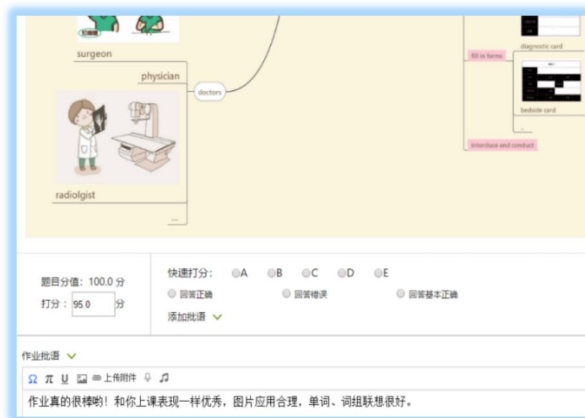 surgeon
physician
doctors
radiolgist
...
fill in forms
diagnostic card
bedside card
...
introduce and conduct
题目分值: 100.0 分
打分: 95.0 分
快速打分: A B C D E
回答正确 回答错误 回答基本正确
添加批语
作业批语
Ω π U 上传附件
作业真的很棒哟! 和你上课表现一样优秀, 图片应用合理, 单词、词组联想很好。